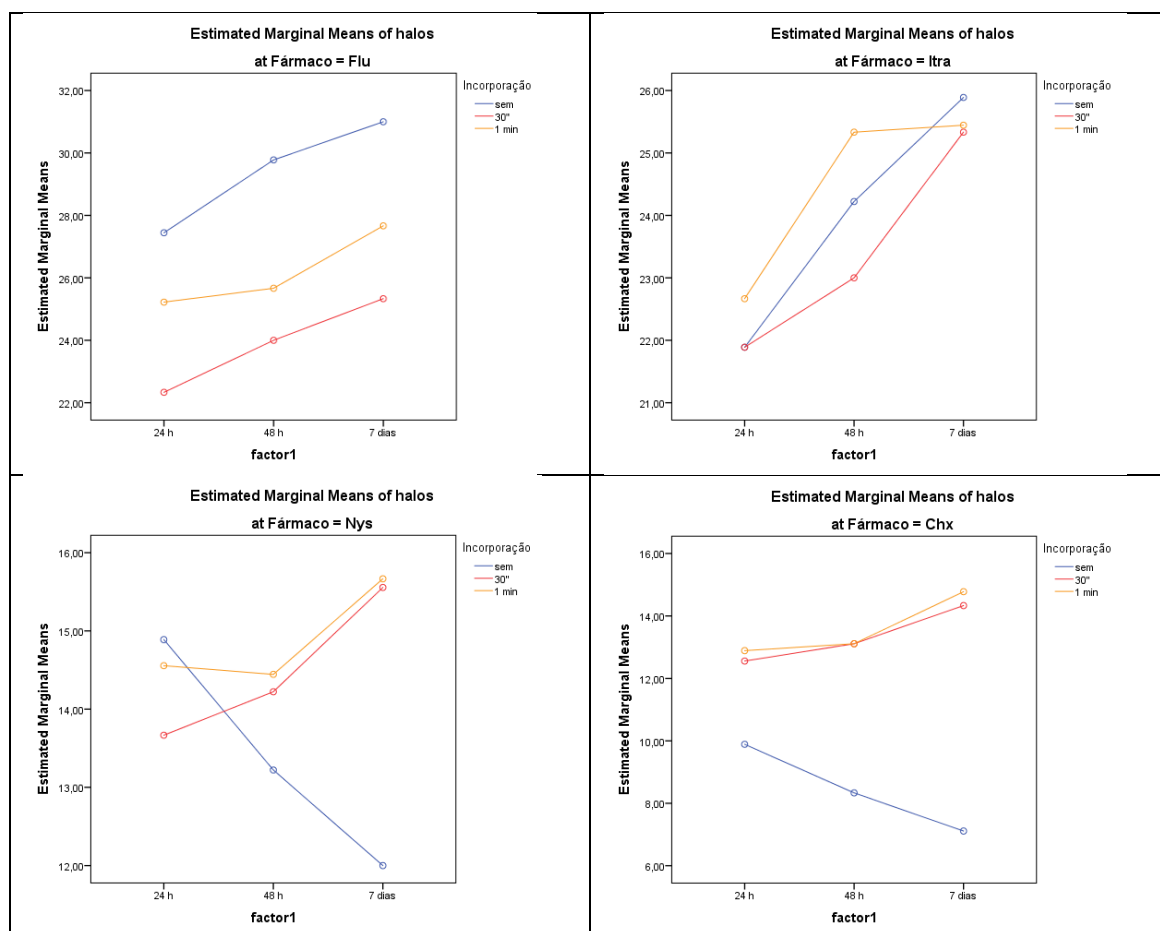 Estimated Marginal Means of halos
at Fármaco = Flu
Incorporação
sem
30"
1 min
Estimated Marginal Means
32,00
30,00
28,00
26,00
24,00
22,00
24 h
48 h
7 dias
factor1
Estimated Marginal Means of halos
at Fármaco = Itra
Incorporação
sem
30"
1 min
Estimated Marginal Means
26,00
25,00
24,00
23,00
22,00
21,00
24 h
48 h
7 dias
factor1
Estimated Marginal Means of halos
at Fármaco = Nys
Incorporação
sem
30"
1 min
Estimated Marginal Means
16,00
15,00
14,00
13,00
12,00
24 h
48 h
7 dias
factor1
Estimated Marginal Means of halos
at Fármaco = Chx
Incorporação
sem
30"
1 min
Estimated Marginal Means
16,00
14,00
12,00
10,00
8,00
6,00
24 h
48 h
7 dias
factor1